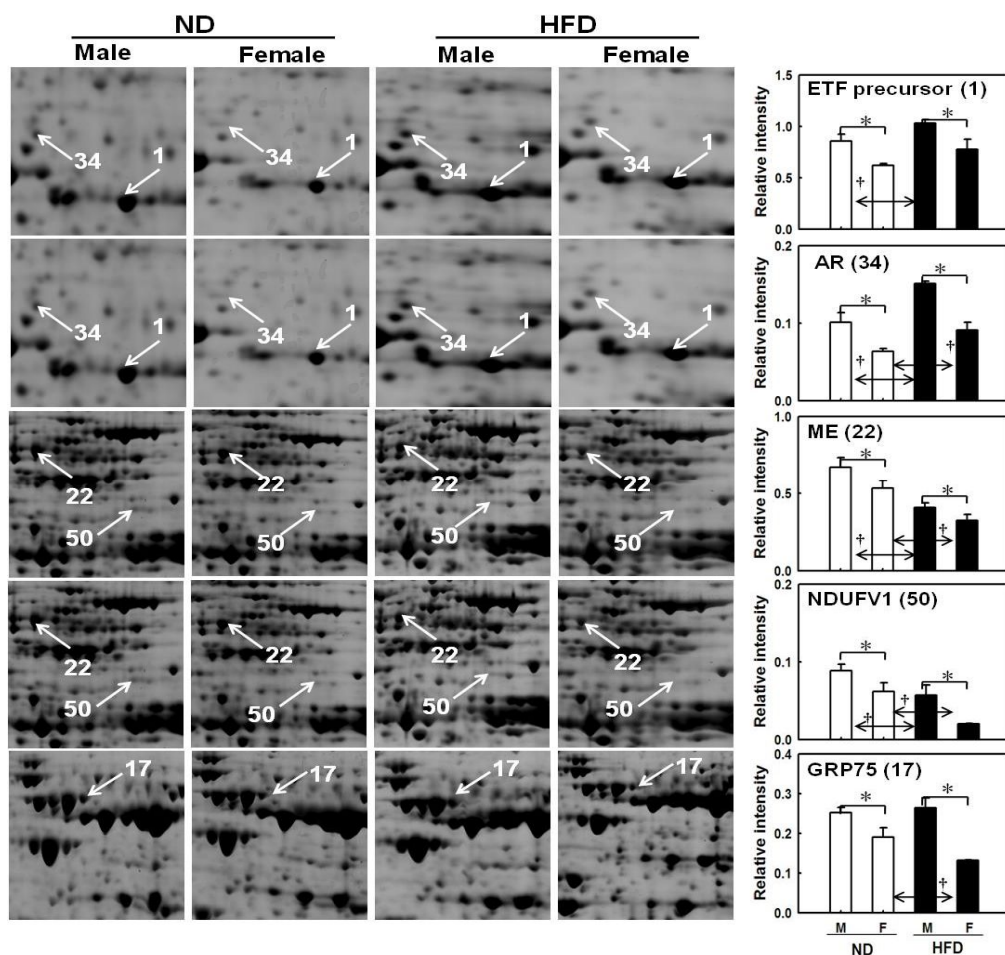 ND HFD
Male Female Male Female
34 1 34 1 34 1 34 1
34 1 34 1 34 1 34 1
22 22 22 22
50 50 50 50
22 22 22 22
50 50 50 50
17 17 17 17
ETF precursor (1)
Relative intensity
1.5
1.0
0.5
0.0
* *
†
AR (34)
Relative intensity
0.2
0.1
0.0
* *
† †
ME (22)
Relative intensity
1.0
0.5
0.0
* *
† †
NDUFV1 (50)
Relative intensity
0.2
0.1
0.0
* *
† †
GRP75 (17)
Relative intensity
0.4
0.3
0.2
0.1
0.0
* *
†
M F M F
ND HFD